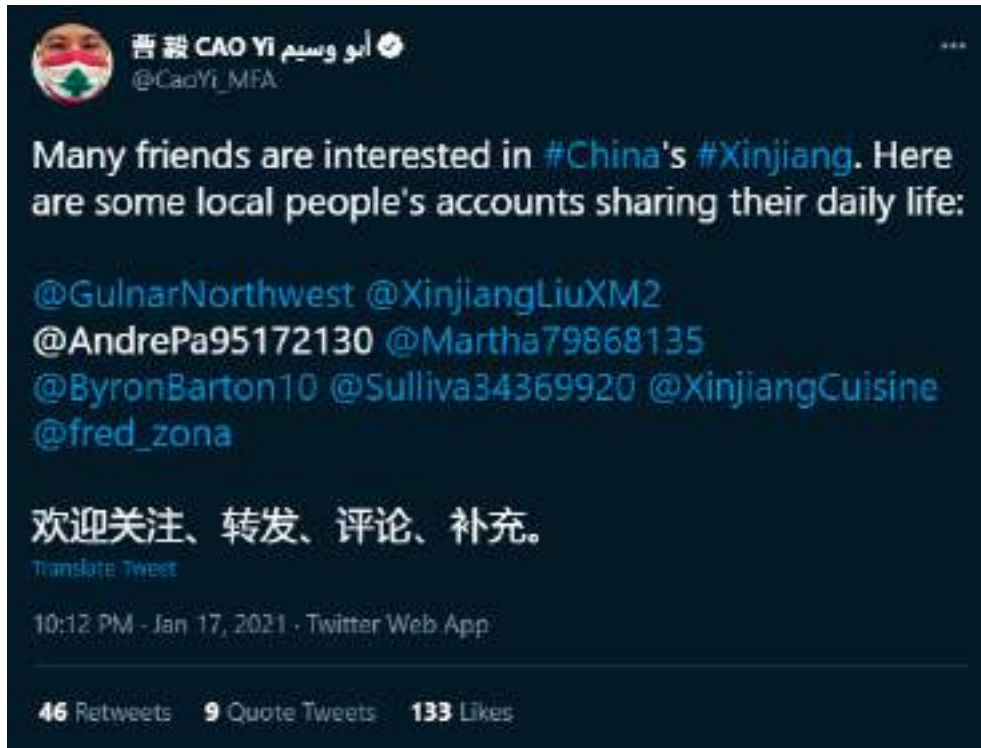 曹 毅 CAO Yi أبو وسيم
@CaoYi_MFA
Many friends are interested in #China's #Xinjiang. Here
are some local people's accounts sharing their daily life:
@GulnarNorthwest @XinjiangLiuXM2
@AndrePa95172130 @Martha79868135
@ByronBarton10 @Sulliva34369920 @XinjiangCuisine
@fred_zona
欢迎关注、转发、评论、补充。
Translate Tweet
10:12 PM · Jan 17, 2021 · Twitter Web App
46 Retweets 9 Quote Tweets 133 Likes